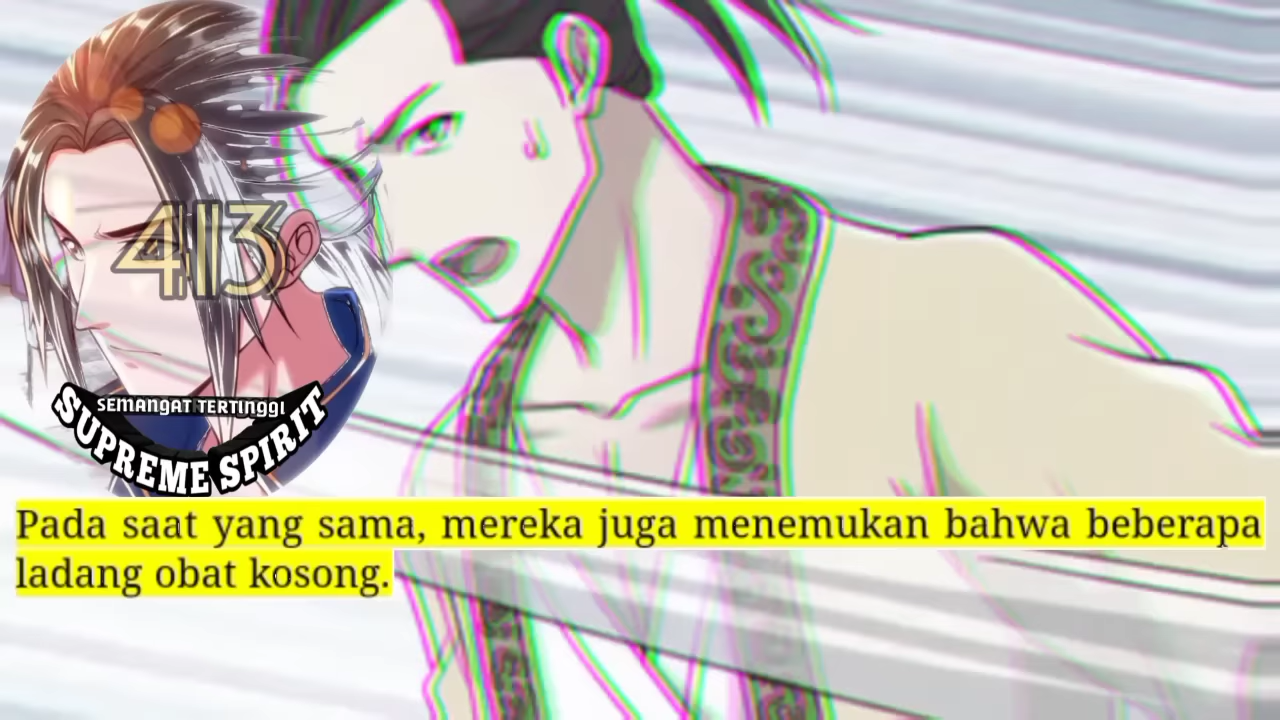 413
SEMANGAT TERTINGGI
SUPREME SPIRIT
Pada saat yang sama, mereka juga menemukan bahwa beberapa
ladang obat kosong.